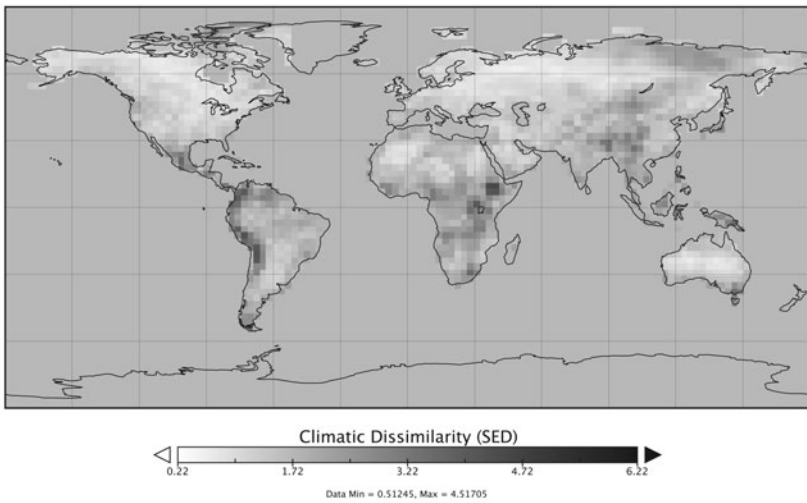 Climatic Dissimilarity (SED)
0.22 1.72 3.22 4.72 6.22
Data Min = 0.51245, Max = 4.51705